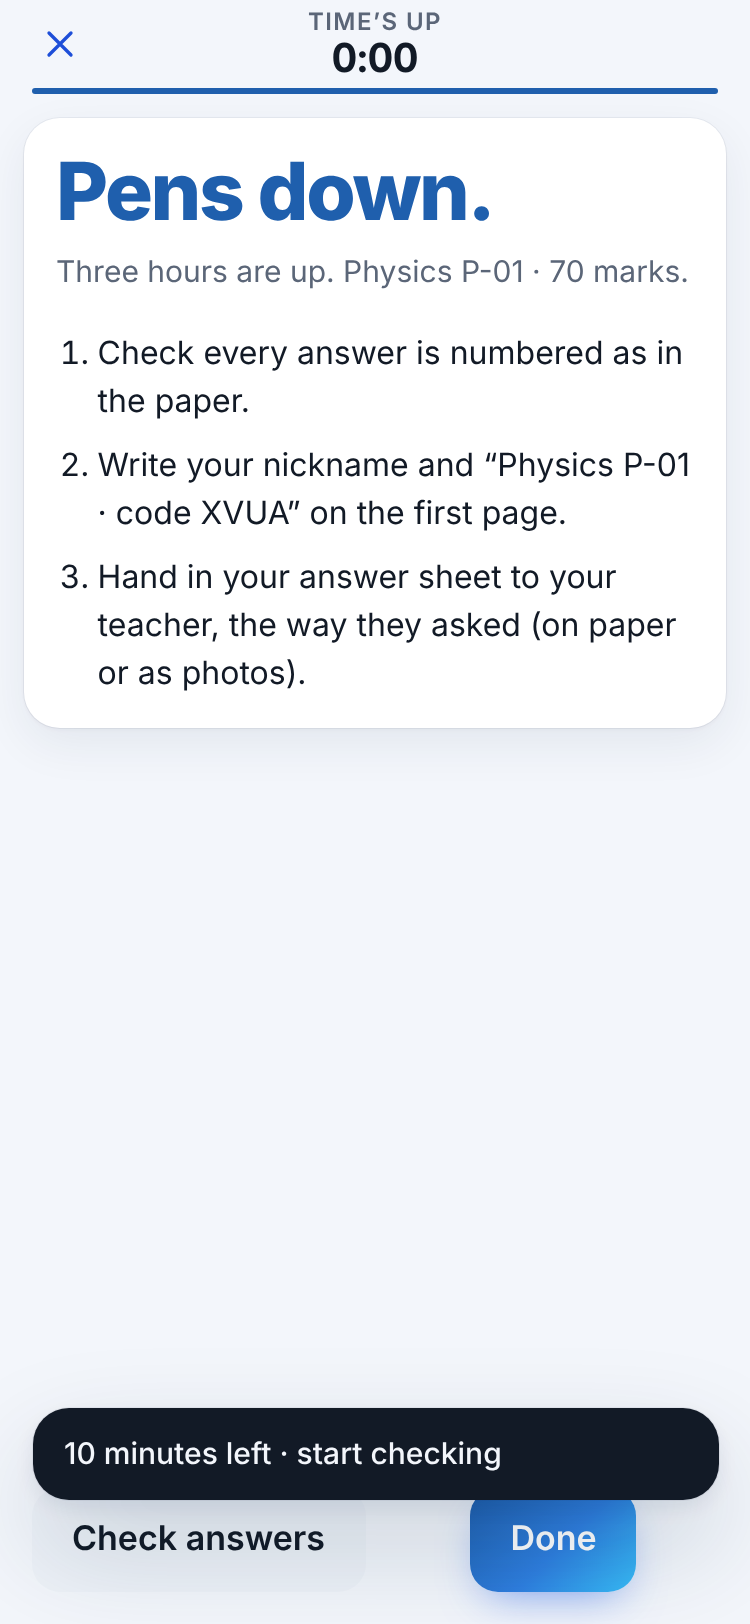 TIME’S UP
0:00
Pens down.
Three hours are up. Physics P-01 · 70 marks.
1. Check every answer is numbered as in
the paper.
2. Write your nickname and “Physics P-01
· code XVUA” on the first page.
3. Hand in your answer sheet to your
teacher, the way they asked (on paper
or as photos).
10 minutes left · start checking
Check answers
Done